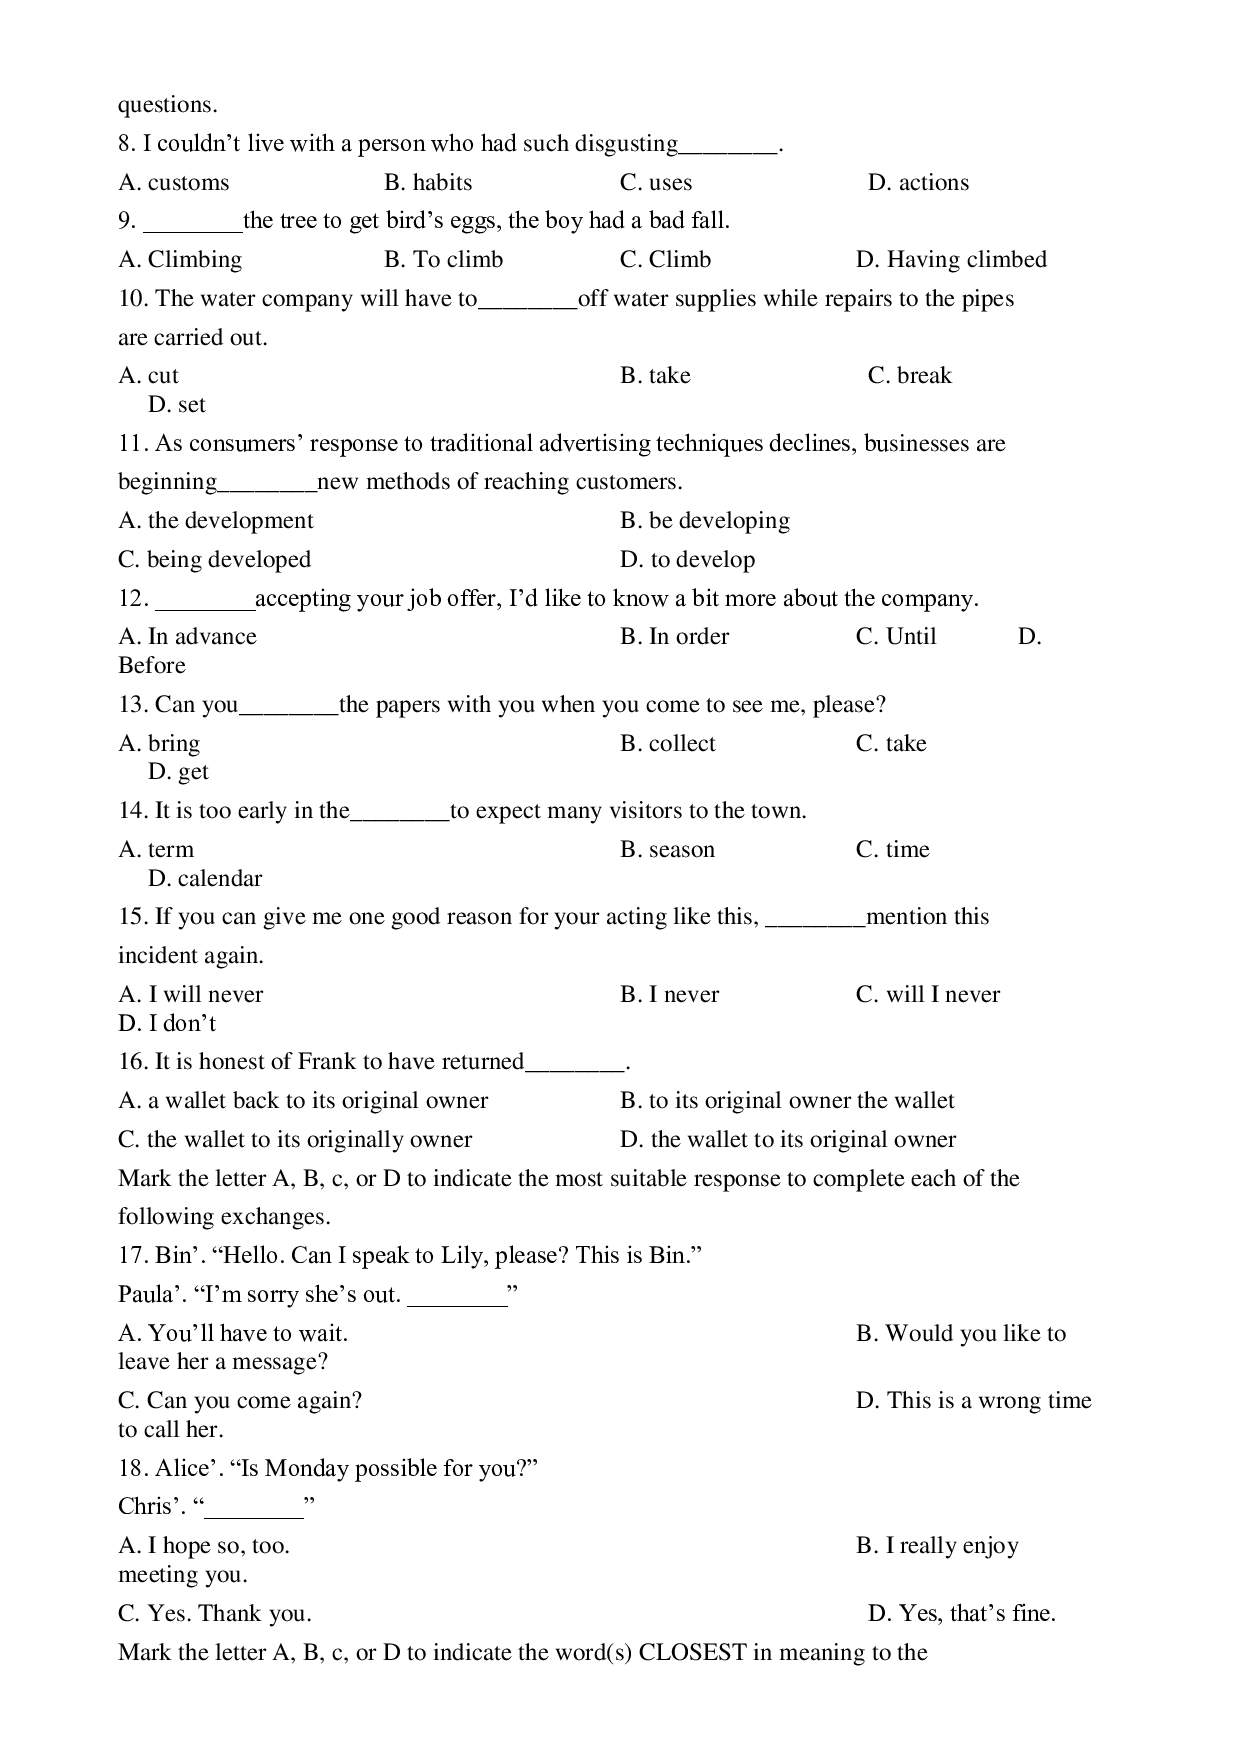 questions.
8. I couldn’t live with a person who had such disgusting________.
A. customs B. habits C. uses D. actions
9. ________the tree to get bird’s eggs, the boy had a bad fall.
A. Climbing B. To climb C. Climb D. Having climbed
10. The water company will have to________off water supplies while repairs to the pipes
are carried out.
A. cut B. take C. break
D. set
11. As consumers’ response to traditional advertising techniques declines, businesses are
beginning________new methods of reaching customers.
A. the development B. be developing
C. being developed D. to develop
12. ________accepting your job offer, I’d like to know a bit more about the company.
A. In advance B. In order C. Until D.
Before
13. Can you________the papers with you when you come to see me, please?
A. bring B. collect C. take
D. get
14. It is too early in the________to expect many visitors to the town.
A. term B. season C. time
D. calendar
15. If you can give me one good reason for your acting like this, ________mention this
incident again.
A. I will never B. I never C. will I never
D. I don’t
16. It is honest of Frank to have returned________.
A. a wallet back to its original owner B. to its original owner the wallet
C. the wallet to its originally owner D. the wallet to its original owner
Mark the letter A, B, c, or D to indicate the most suitable response to complete each of the
following exchanges.
17. Bin’. “Hello. Can I speak to Lily, please? This is Bin.”
Paula’. “I’m sorry she’s out. ________”
A. You’ll have to wait. B. Would you like to
leave her a message?
C. Can you come again? D. This is a wrong time
to call her.
18. Alice’. “Is Monday possible for you?”
Chris’. “________”
A. I hope so, too. B. I really enjoy
meeting you.
C. Yes. Thank you. D. Yes, that’s fine.
Mark the letter A, B, c, or D to indicate the word(s) CLOSEST in meaning to the